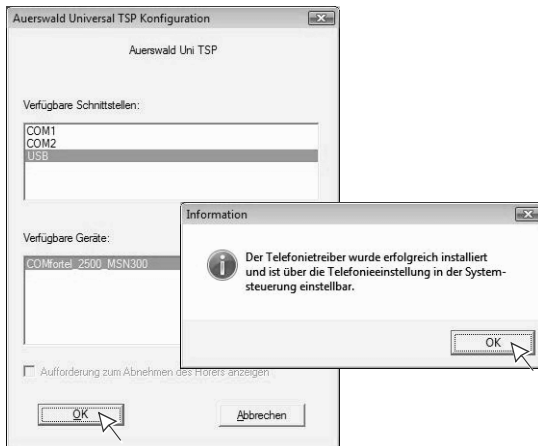 Auerswald Universal TSP Konfiguration
Auerswald Uni TSP
Verfügbare Schnittstellen:
COM1
COM2
USB
Verfügbare Geräte:
COMfortel_2500_MSN300
Aufforderung zum Abnehmen des Hörers anzeigen
OK
Abbrechen
Information
Der Telefonietreiber wurde erfolgreich installiert
und ist über die Telefonieeinstellung in der System-
steuerung einstellbar.
OK